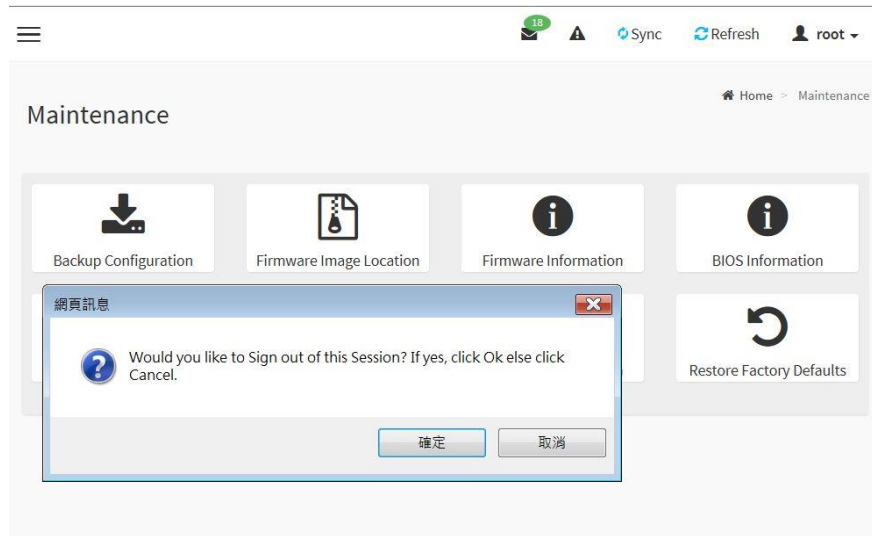 18
Sync
Refresh
root
Maintenance
Home > Maintenance
Backup Configuration
Firmware Image Location
Firmware Information
BIOS Information
網頁訊息
Would you like to Sign out of this Session? If yes, click Ok else click
Cancel.
Restore Factory Defaults
確定
取消